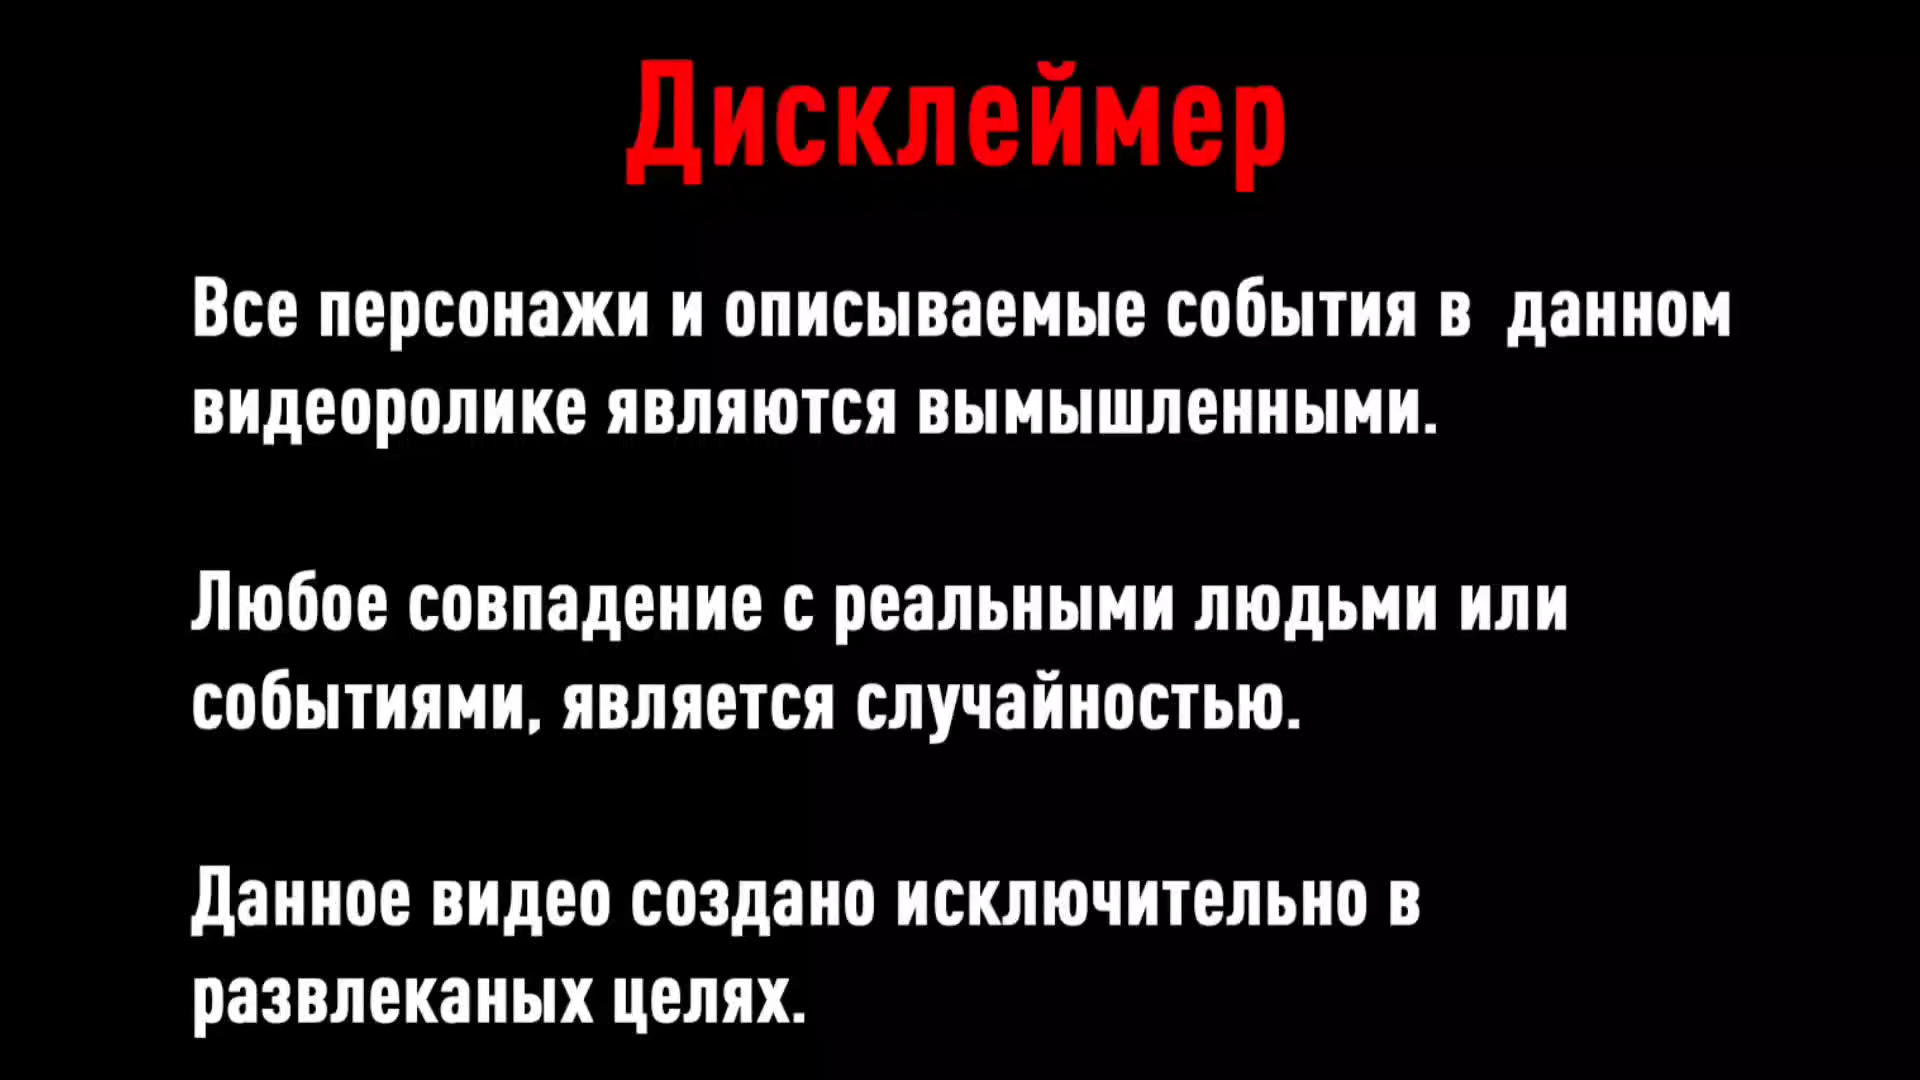 Дисклеймер
Все персонажи и описываемые события в данном
видеоролике являются вымышленными.
Любое совпадение с реальными людьми или
событиями, является случайностью.
Данное видео создано исключительно в
развлеканых целях.